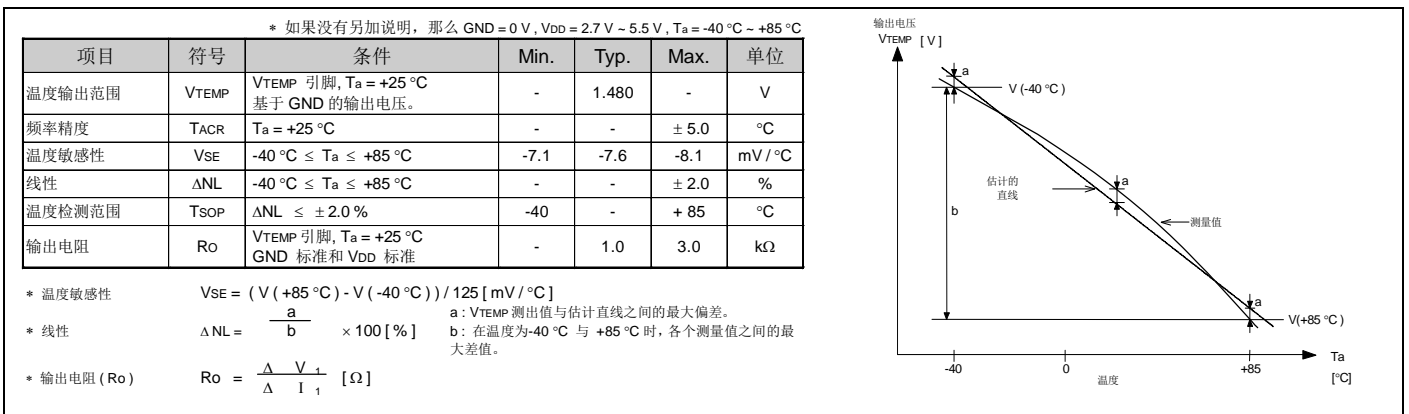 * 如果没有另加说明，那么 GND = 0 V , VDD = 2.7 V ~ 5.5 V , Ta = -40 °C ~ +85 °C
项目 符号 条件 Min. Typ. Max. 单位
温度输出范围 VTEMP VTEMP 引脚, Ta = +25 °C - 1.480 - V
基于 GND 的输出电压。
频率精度 TACR Ta = +25 °C - - ± 5.0 °C
温度敏感性 VSE -40 °C ≤ Ta ≤ +85 °C -7.1 -7.6 -8.1 mV / °C
线性 ΔNL -40 °C ≤ Ta ≤ +85 °C - - ± 2.0 %
温度检测范围 TSOP ΔNL ≤ ± 2.0 % -40 - + 85 °C
输出电阻 RO VTEMP 引脚, Ta = +25 °C - 1.0 3.0 kΩ
GND 标准和 VDD 标准
* 温度敏感性 VSE = ( V ( +85 °C ) - V ( -40 °C ) ) / 125 [ mV / °C ]
* 线性 Δ NL = a / b × 100 [ % ]
a : VTEMP 测出值与估计直线之间的最大偏差。
b : 在温度为-40 °C 与 +85 °C 时, 各个测量值之间的最
大差值。
* 输出电阻 ( Ro ) Ro = Δ V 1 / Δ I 1 [ Ω ]
输出电压
VTEMP [ V ]
a
V (-40 °C )
估计的
直线
a
b
测量值
a
V(+85 °C )
-40 0 +85
Ta
[°C]
温度